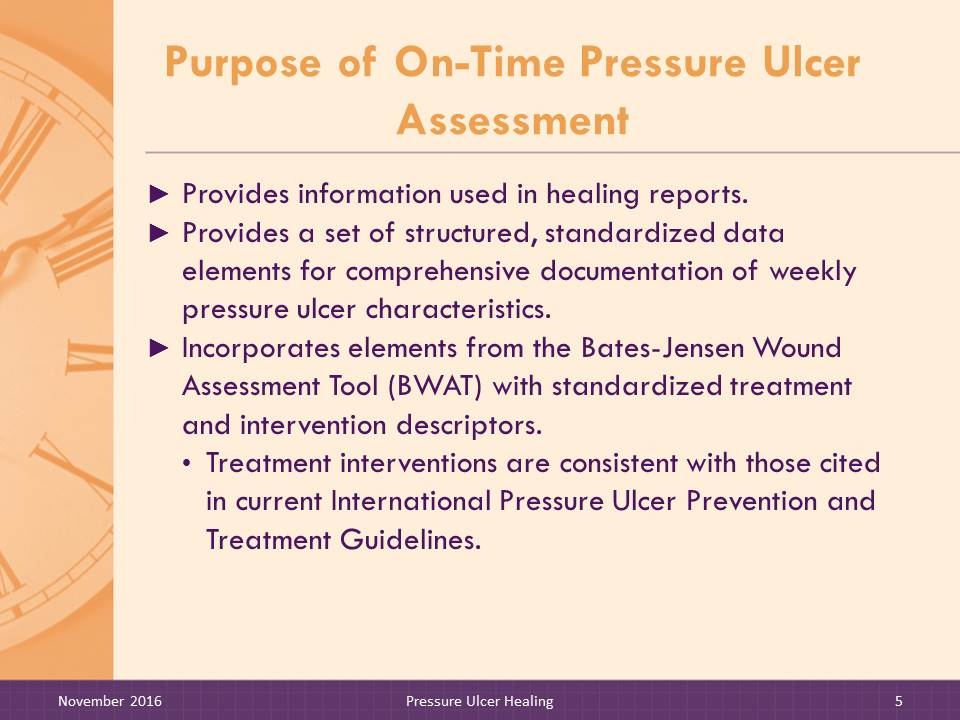 Purpose of On-Time Pressure Ulcer
Assessment
► Provides information used in healing reports.
► Provides a set of structured, standardized data
elements for comprehensive documentation of weekly
pressure ulcer characteristics.
► Incorporates elements from the Bates-Jensen Wound
Assessment Tool (BWAT) with standardized treatment
and intervention descriptors.
• Treatment interventions are consistent with those cited
in current International Pressure Ulcer Prevention and
Treatment Guidelines.
November 2016
Pressure Ulcer Healing
5